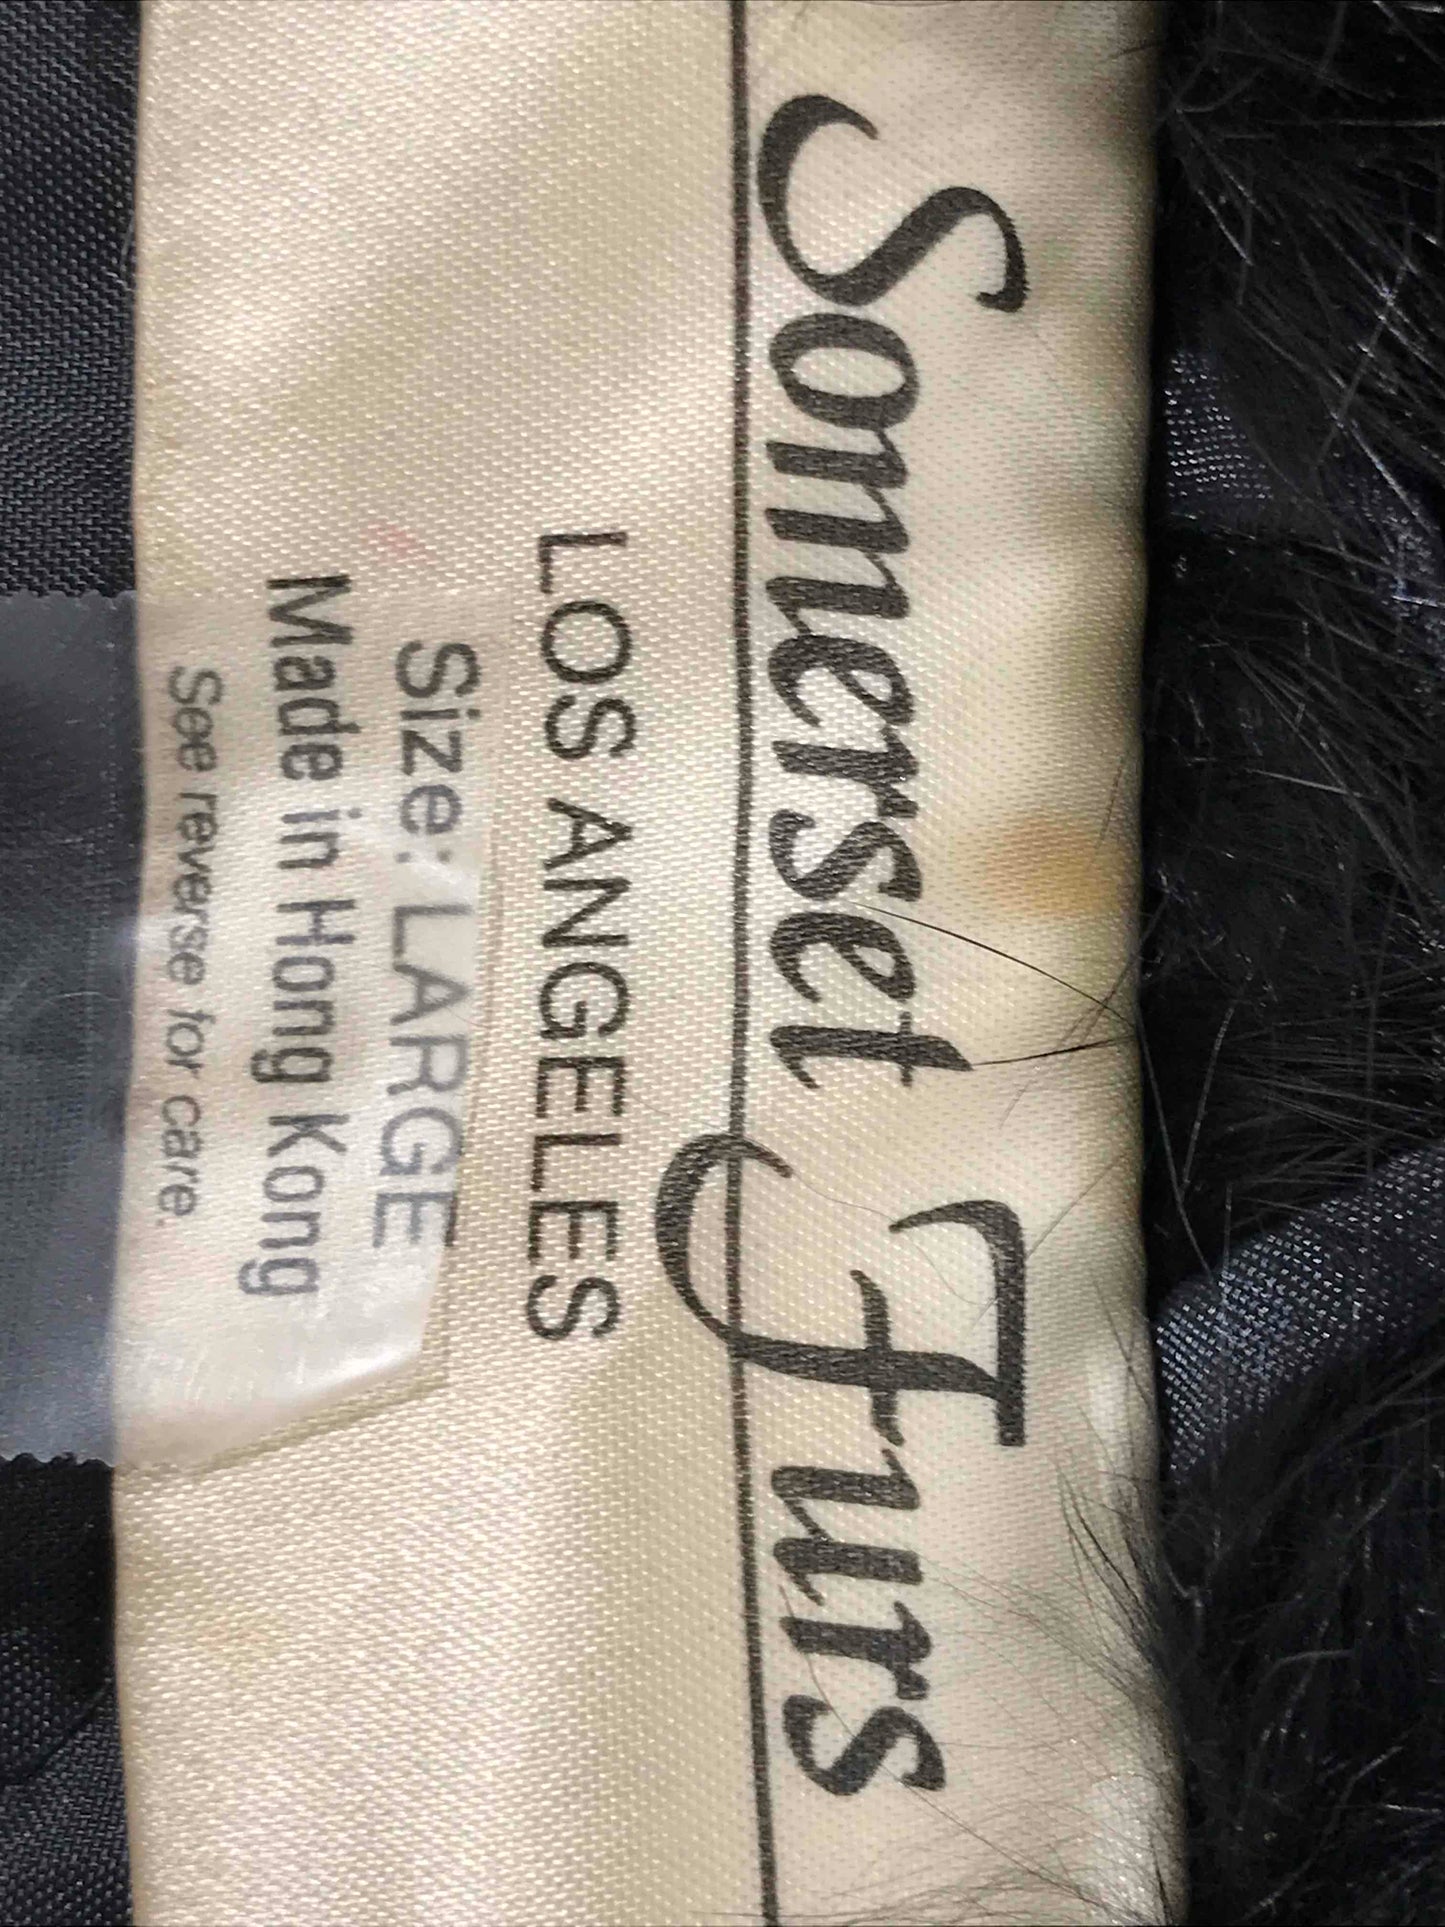 Somerset Furs
LOS ANGELES
Size: LARGE
Made in Hong Kong
See reverse for care.